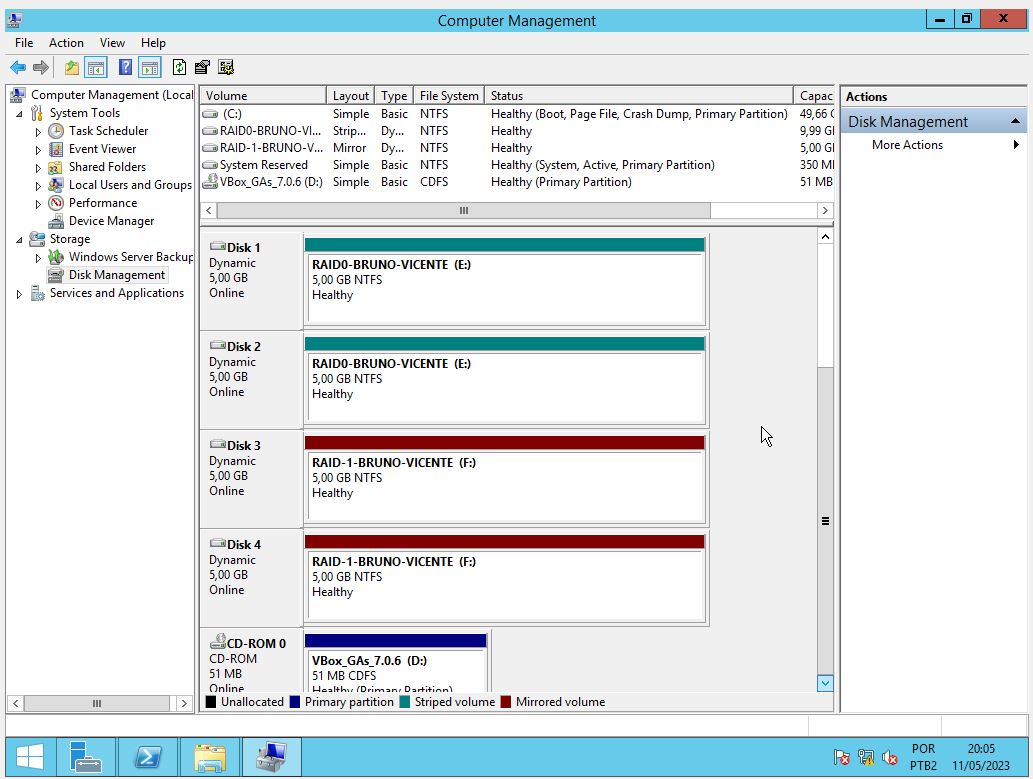 Computer Management
File Action View Help
Computer Management (Local
System Tools
Task Scheduler
Event Viewer
Shared Folders
Local Users and Groups
Performance
Device Manager
Storage
Windows Server Backup
Disk Management
Services and Applications
Volume Layout Type File System Status Capac
(C:) Simple Basic NTFS Healthy (Boot, Page File, Crash Dump, Primary Partition) 49,66 G
RAID0-BRUNO-VI... Strip... Dy... NTFS Healthy 9,99 G
RAID-1-BRUNO-V... Mirror Dy... NTFS Healthy 5,00 G
System Reserved Simple Basic NTFS Healthy (System, Active, Primary Partition) 350 M
VBox_GAs_7.0.6 (D:) Simple Basic CDFS Healthy (Primary Partition) 51 MB
Disk 1
Dynamic
5,00 GB
Online
RAID0-BRUNO-VICENTE (E:)
5,00 GB NTFS
Healthy
Disk 2
Dynamic
5,00 GB
Online
RAID0-BRUNO-VICENTE (E:)
5,00 GB NTFS
Healthy
Disk 3
Dynamic
5,00 GB
Online
RAID-1-BRUNO-VICENTE (F:)
5,00 GB NTFS
Healthy
Disk 4
Dynamic
5,00 GB
Online
RAID-1-BRUNO-VICENTE (F:)
5,00 GB NTFS
Healthy
CD-ROM 0
CD-ROM
51 MB
Online
VBox_GAs_7.0.6 (D:)
51 MB CDFS
Healthy (Primary Partition)
Unallocated Primary partition Striped volume Mirrored volume
Actions
Disk Management
More Actions
POR
PTB2
20:05
11/05/2023